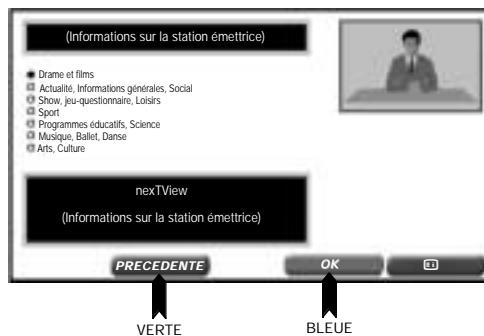 (Informations sur la station émettrice)
Drame et films
Actualité, Informations générales, Social
Show, jeu-questionnaire, Loisirs
Sport
Programmes éducatifs, Science
Musique, Ballet, Danse
Arts, Culture
nexTView
(Informations sur la station émettrice)
PRECEDENTE
OK
VERTE
BLEUE